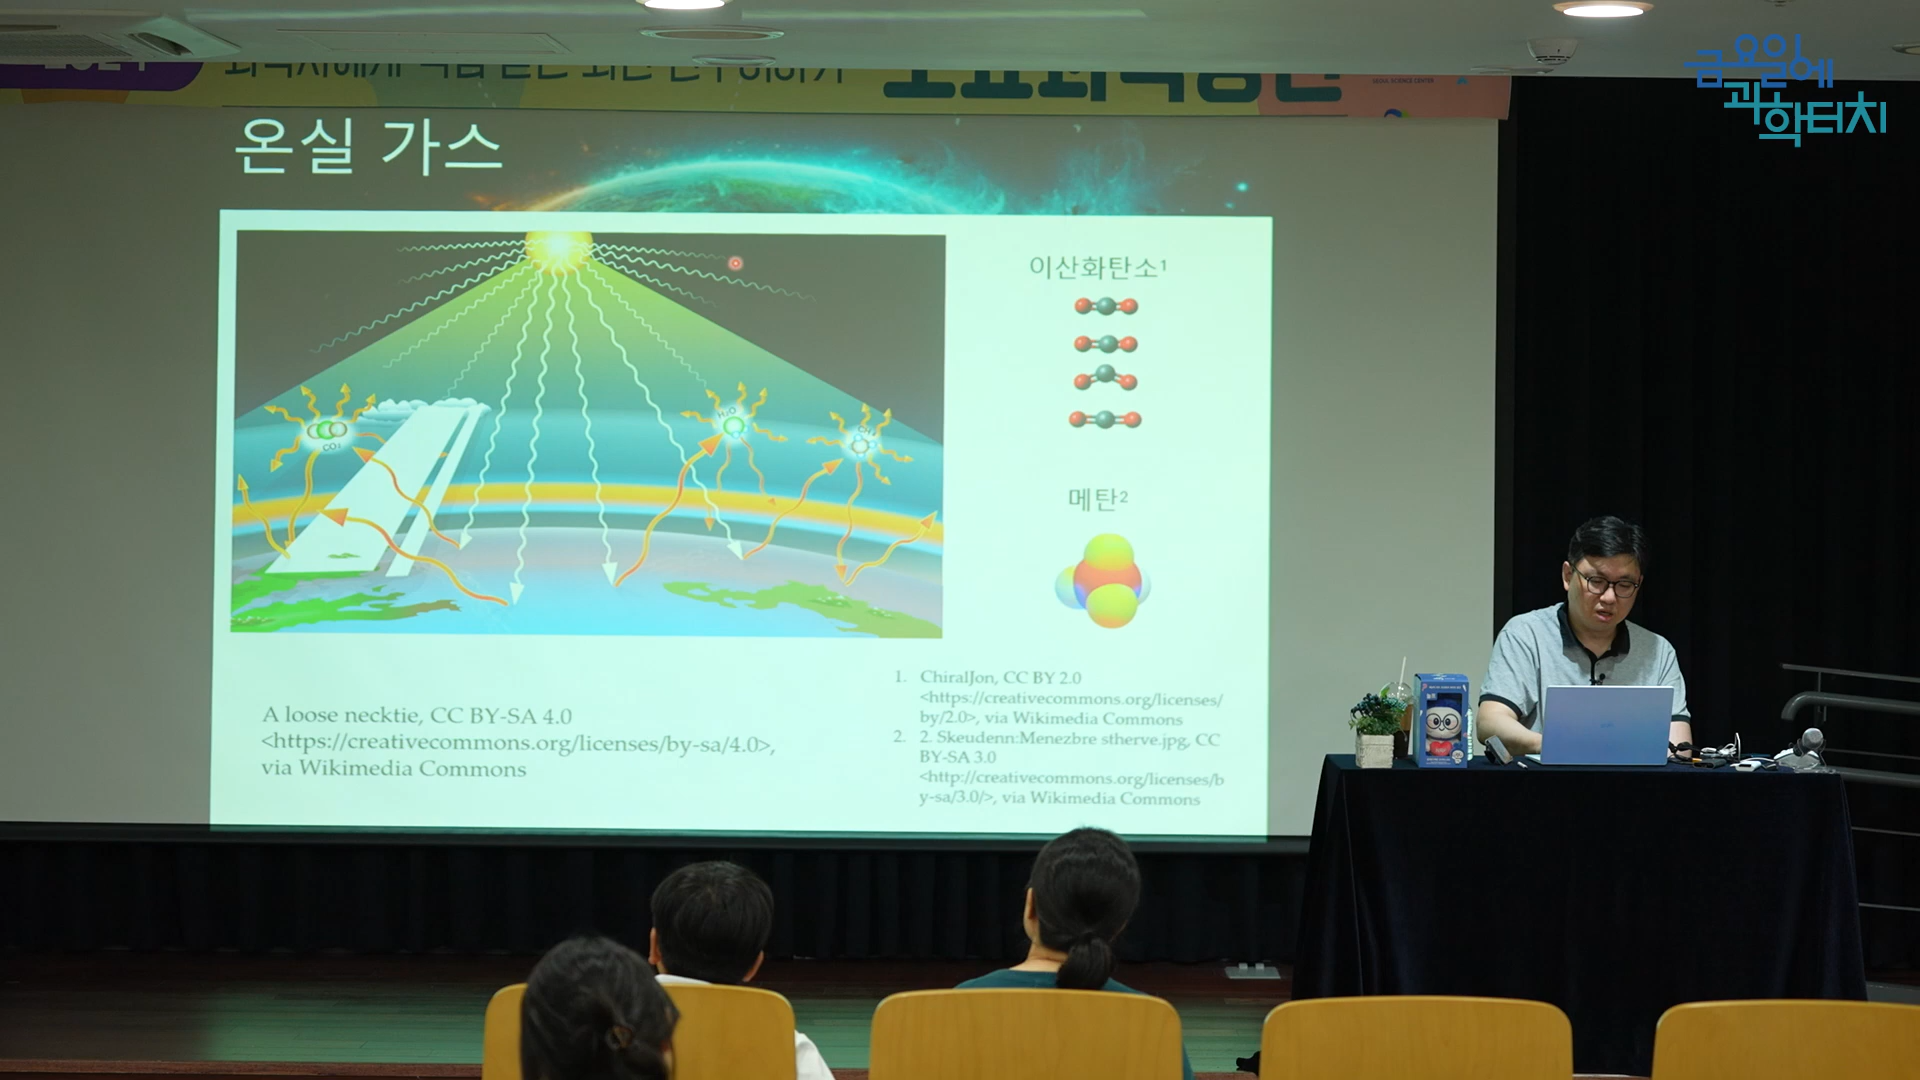 금요일에
과학터치
온실 가스
이산화탄소¹
CO₂
H₂O
메탄²
A loose necktie, CC BY-SA 4.0
<https://creativecommons.org/licenses/by-sa/4.0>,
via Wikimedia Commons
1. ChiralJon, CC BY 2.0
<https://creativecommons.org/licenses/
by/2.0>, via Wikimedia Commons
2. 2. Skeudenn:Menezbre stherve.jpg, CC
BY-SA 3.0
<http://creativecommons.org/licenses/b
y-sa/3.0/>, via Wikimedia Commons